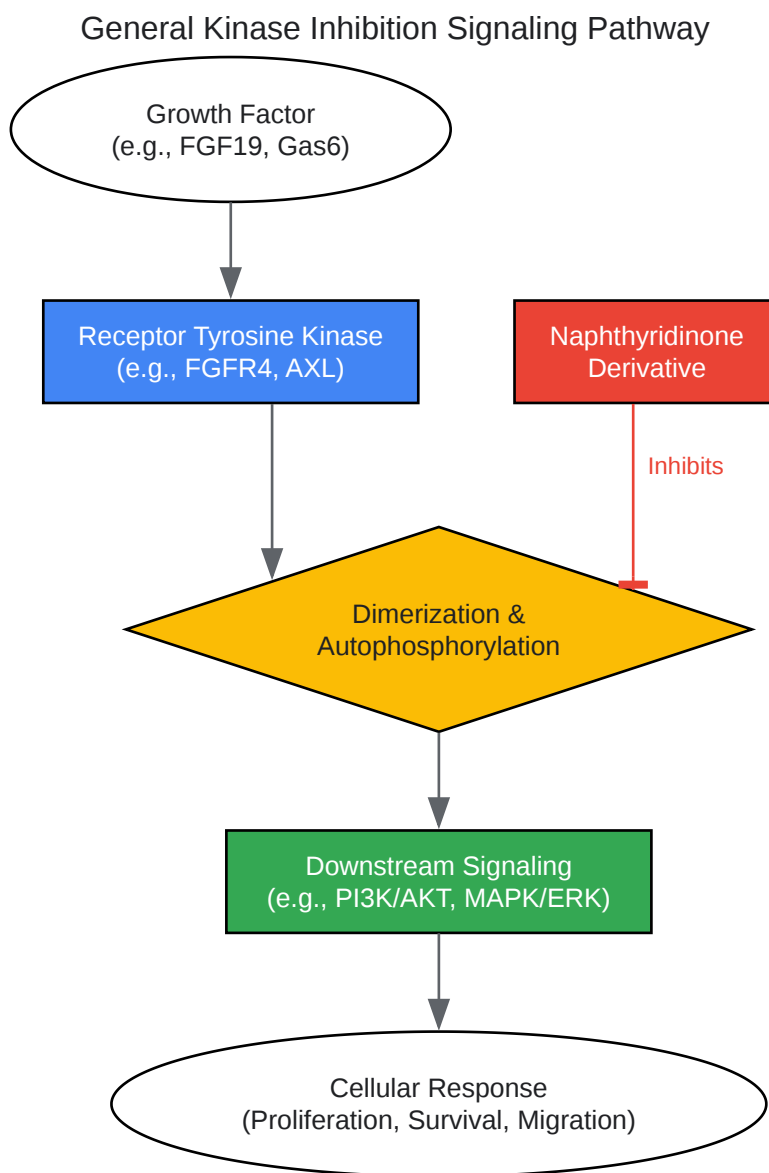 General Kinase Inhibition Signaling Pathway
Growth Factor
(e.g., FGF19, Gas6)
Receptor Tyrosine Kinase
(e.g., FGFR4, AXL)
Naphthyridinone
Derivative
Inhibits
Dimerization &
Autophosphorylation
Downstream Signaling
(e.g., PI3K/AKT, MAPK/ERK)
Cellular Response
(Proliferation, Survival, Migration)